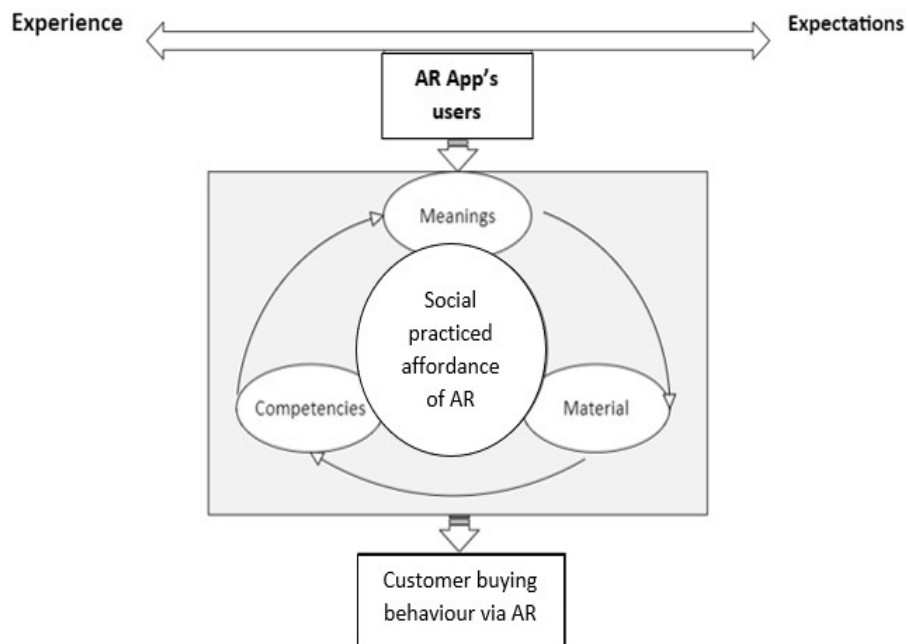 Experience
Expectations
AR App's
users
Meanings
Social
practiced
affordance
of AR
Competencies
Material
Customer buying
behaviour via AR